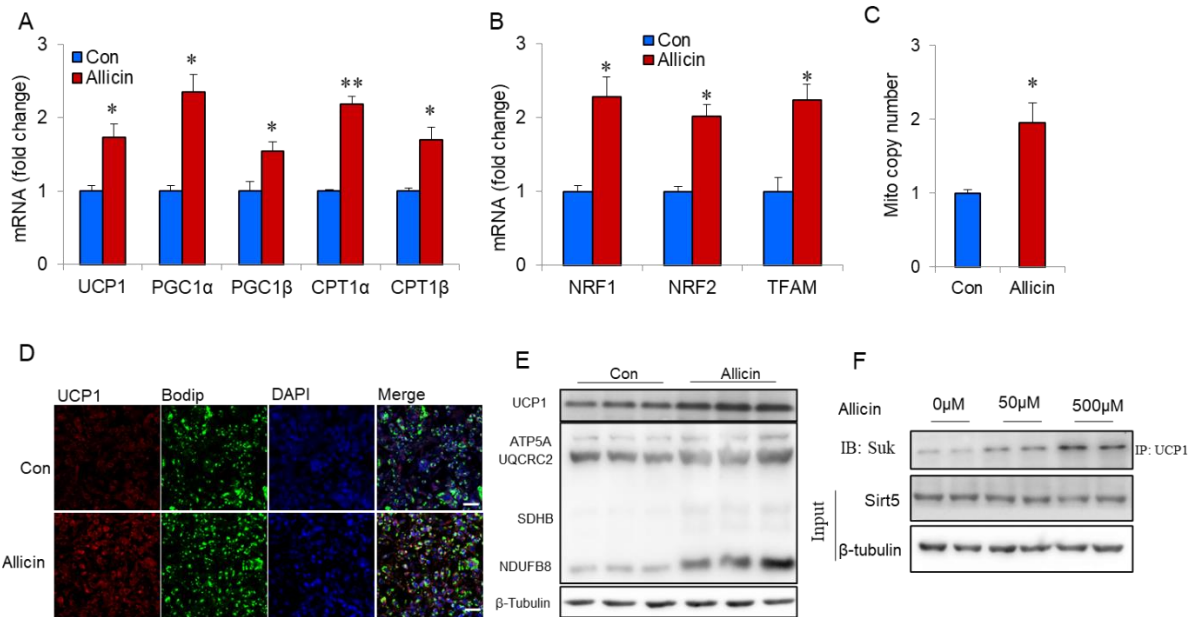 A
3
2
1
0
mRNA (fold change)
Con
Allicin
*
*
*
**
*
UCP1 PGC1α PGC1β CPT1α CPT1β
B
3
2
1
0
mRNA (fold change)
Con
Allicin
*
*
*
NRF1 NRF2 TFAM
C
3
2
1
0
Mito copy number
*
Con Allicin
D
UCP1 Bodip DAPI Merge
Con
Allicin
E
Con Allicin
UCP1
ATP5A
UQCRC2
SDHB
NDUFB8
β-Tubulin
F
Allicin 0µM 50µM 500µM
IB: Suk IP: UCP1
Input
Sirt5
β-tubulin